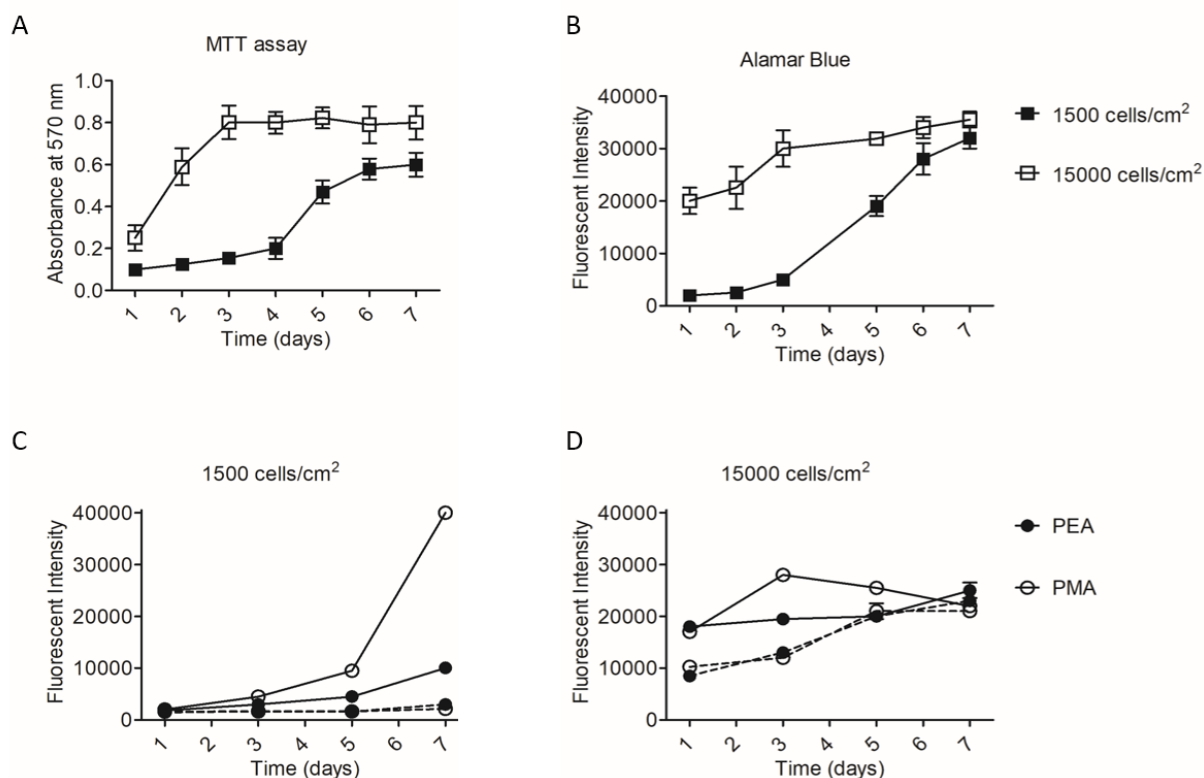 A
MTT assay
Absorbance at 570 nm
1.0
0.8
0.6
0.4
0.2
0.0
1 2 3 4 5 6 7
Time (days)
B
Alamar Blue
Fluorescent Intensity
40000
30000
20000
10000
0
1 2 3 4 5 6 7
Time (days)
1500 cells/cm²
15000 cells/cm²
C
1500 cells/cm²
Fluorescent Intensity
40000
30000
20000
10000
0
1 2 3 4 5 6 7
Time (days)
D
15000 cells/cm²
Fluorescent Intensity
40000
30000
20000
10000
0
1 2 3 4 5 6 7
Time (days)
PEA
PMA